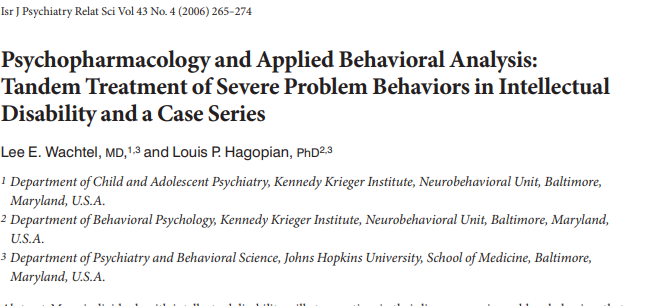 Isr J Psychiatry Relat Sci Vol 43 No. 4 (2006) 265–274
Psychopharmacology and Applied Behavioral Analysis:
Tandem Treatment of Severe Problem Behaviors in Intellectual
Disability and a Case Series
Lee E. Wachtel, MD,1,3 and Louis P. Hagopian, PhD2,3
1 Department of Child and Adolescent Psychiatry, Kennedy Krieger Institute, Neurobehavioral Unit, Baltimore,
Maryland, U.S.A.
2 Department of Behavioral Psychology, Kennedy Krieger Institute, Neurobehavioral Unit, Baltimore, Maryland,
U.S.A.
3 Department of Psychiatry and Behavioral Science, Johns Hopkins University, School of Medicine, Baltimore,
Maryland, U.S.A.